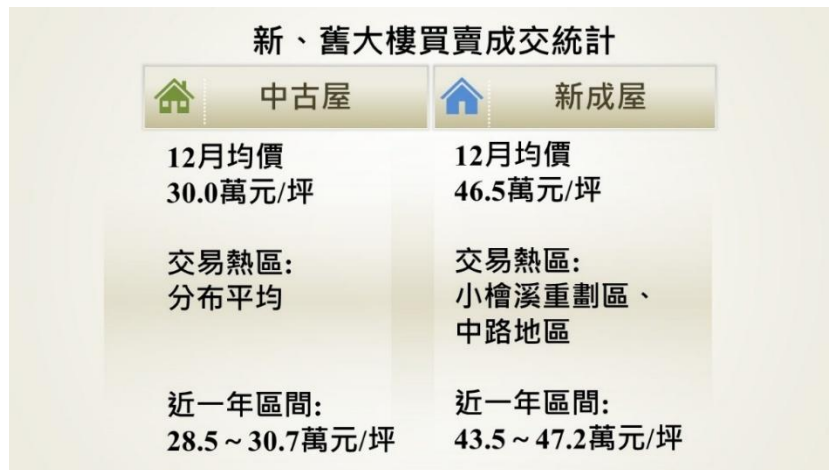 新、舊大樓買賣成交統計
中古屋
新成屋
12月均價
30.0萬元/坪
12月均價
46.5萬元/坪
交易熱區:
分布平均
交易熱區:
小檜溪重劃區、
中路地區
近一年區間:
28.5～30.7萬元/坪
近一年區間:
43.5～47.2萬元/坪